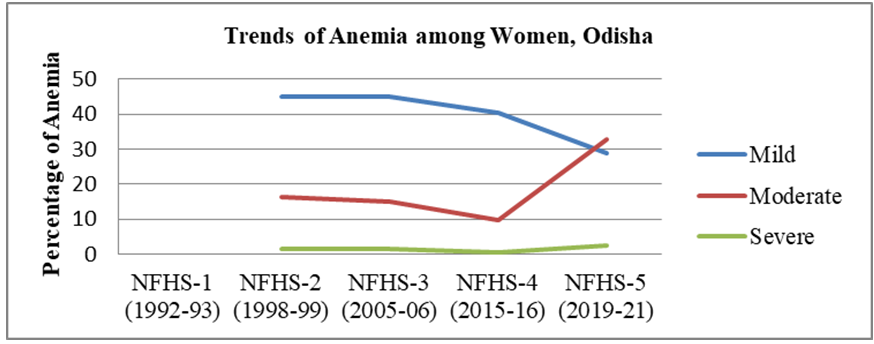 Trends of Anemia among Women, Odisha
Percentage of Anemia
50
40
30
20
10
0
NFHS-1 NFHS-2 NFHS-3 NFHS-4 NFHS-5
(1992-93) (1998-99) (2005-06) (2015-16) (2019-21)
Mild
Moderate
Severe